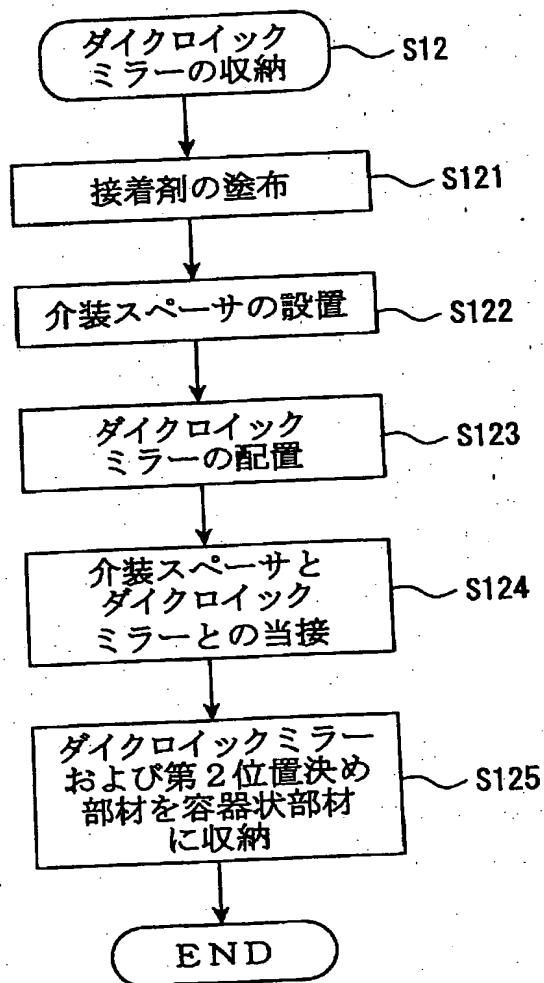 ダイクロイック
ミラーの収納
S12
接着剤の塗布
S121
介装スペーサの設置
S122
ダイクロイック
ミラーの配置
S123
介装スペーサと
ダイクロイック
ミラーとの当接
S124
ダイクロイックミラー
および第２位置決め
部材を容器状部材
に収納
S125
END